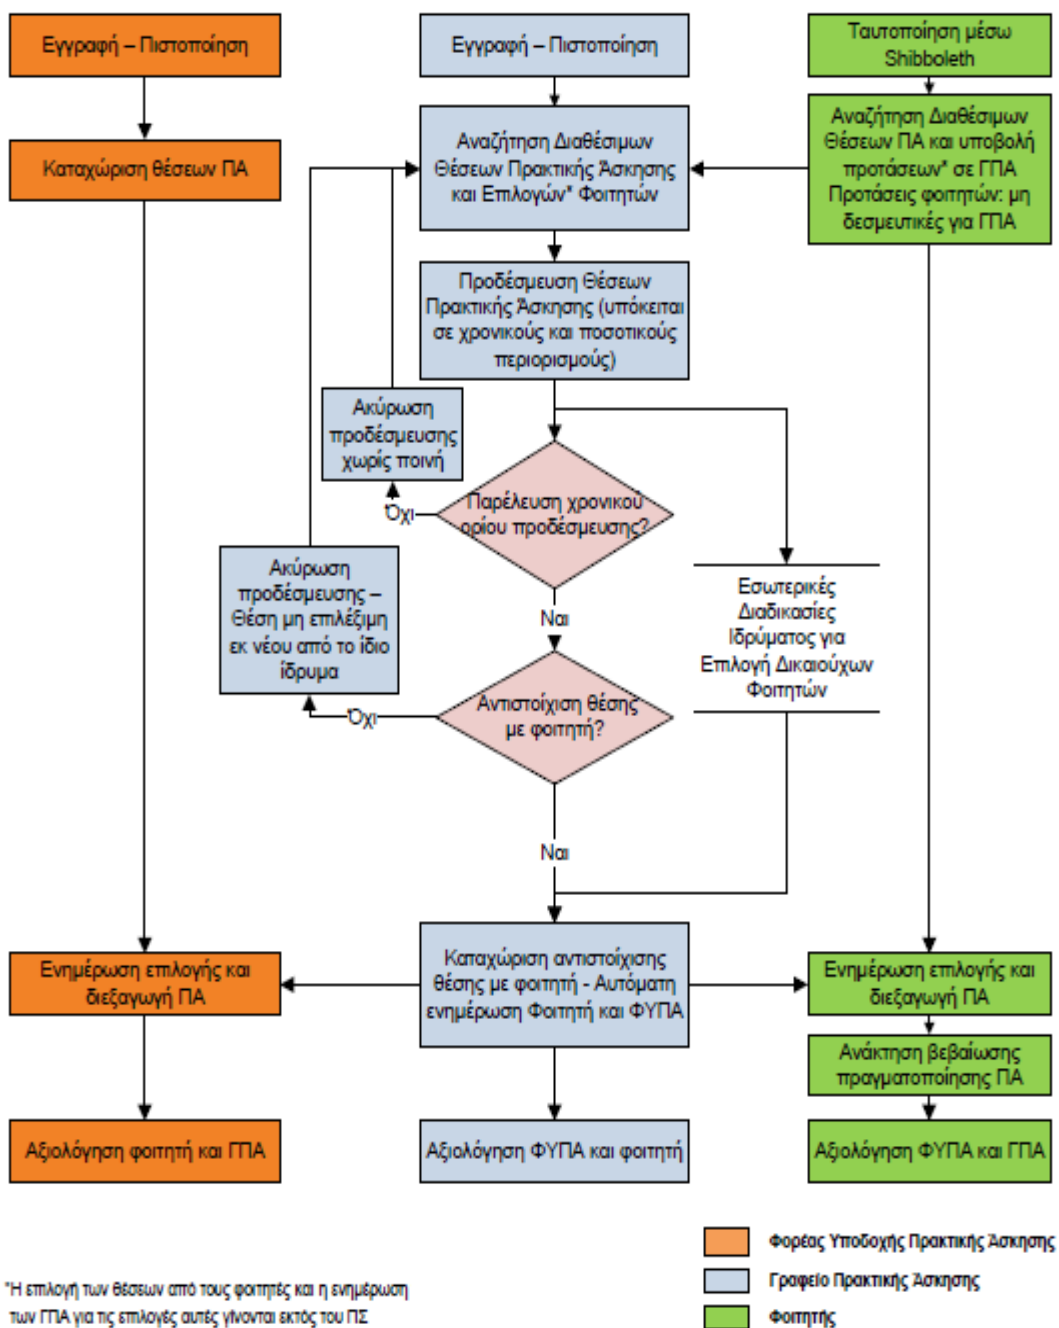 Εγγραφή – Πιστοποίηση
Εγγραφή – Πιστοποίηση
Ταυτοποίηση μέσω
Shibboleth
Καταχώριση θέσεων ΠΑ
Αναζήτηση Διαθέσιμων
Θέσεων Πρακτικής Άσκησης
και Επιλογών* Φοιτητών
Αναζήτηση Διαθέσιμων
Θέσεων ΠΑ και υποβολή
προτάσεων* σε ΓΠΑ
Προτάσεις φοιτητών: μη
δεσμευτικές για ΓΠΑ
Προδέσμευση Θέσεων
Πρακτικής Άσκησης (υπόκειται
σε χρονικούς και ποσοτικούς
περιορισμούς)
Ακύρωση
προδέσμευσης
χωρίς ποινή
Παρέλευση χρονικού
ορίου προδέσμευσης?
Όχι
Ακύρωση
προδέσμευσης –
Θέση μη επιλέξιμη
εκ νέου από το ίδιο
ίδρυμα
Ναι
Εσωτερικές
Διαδικασίες
Ιδρύματος για
Επιλογή Δικαιούχων
Φοιτητών
Αντιστοίχιση θέσης
με φοιτητή?
Όχι
Ναι
Ενημέρωση επιλογής και
διεξαγωγή ΠΑ
Καταχώριση αντιστοίχισης
θέσης με φοιτητή - Αυτόματη
ενημέρωση Φοιτητή και ΦΥΠΑ
Ενημέρωση επιλογής και
διεξαγωγή ΠΑ
Ανάκτηση βεβαίωσης
πραγματοποίησης ΠΑ
Αξιολόγηση φοιτητή και ΓΠΑ
Αξιολόγηση ΦΥΠΑ και φοιτητή
Αξιολόγηση ΦΥΠΑ και ΓΠΑ
Φορέας Υποδοχής Πρακτικής Άσκησης
Γραφείο Πρακτικής Άσκησης
Φοιτητής
*Η επιλογή των θέσεων από τους φοιτητές και η ενημέρωση
των ΓΠΑ για τις επιλογές αυτές γίνονται εκτός του ΠΣ